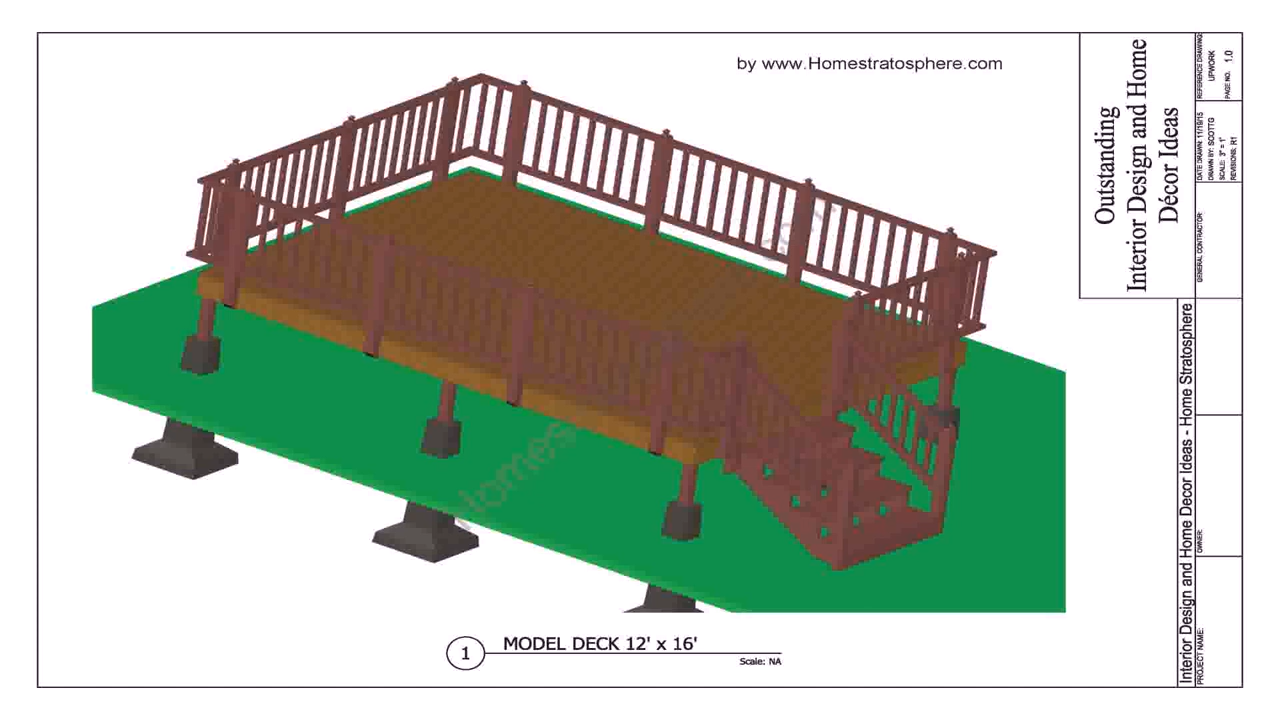 by www.Homestratosphere.com
Outstanding
Interior Design and Home
Décor Ideas
REFERENCE DRAWING:
UPWORK
PAGE NO. 1.0
DATE DRAWN: 11/19/15
DRAWN BY: SCOTTG
SCALE: 3" = 1'
REVISIONS: R1
GENERAL CONTRACTOR:
OWNER:
Interior Design and Home Decor Ideas - Home Stratosphere
PROJECT NAME:
1
MODEL DECK 12' x 16'
Scale: NA